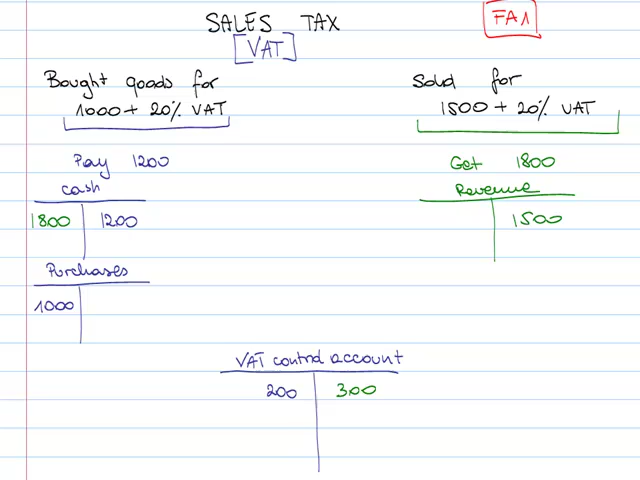 SALES TAX
FA1
[VAT]
Bought goods for
1000 + 20% VAT
Sold for
1500 + 20% VAT
Pay 1200
Get 1800
Cash
1800 1200
Revenue
1500
Purchases
1000
VAT control account
200 300